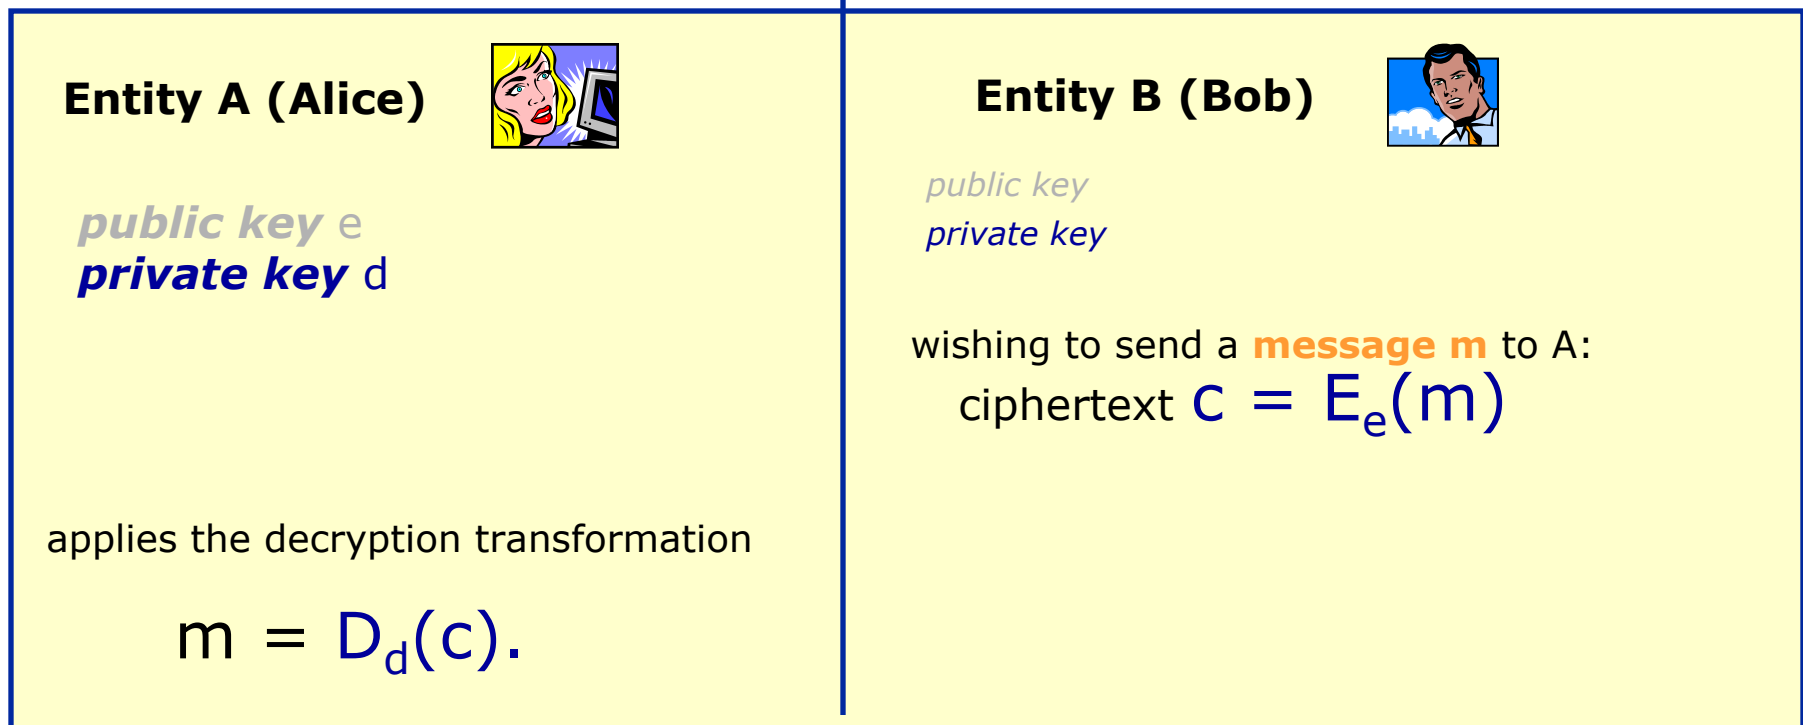 Entity A (Alice)
public key e
private key d
applies the decryption transformation
m = Dd(c).
Entity B (Bob)
public key
private key
wishing to send a message m to A:
ciphertext c = Ee(m)